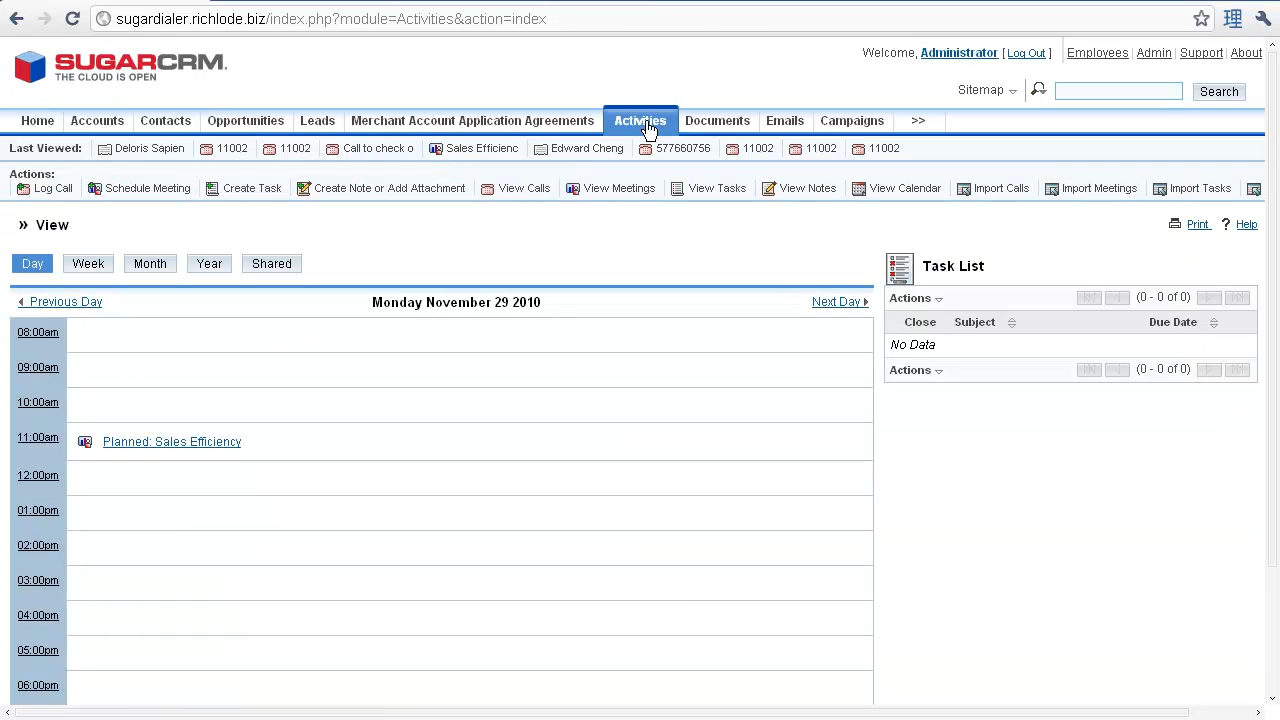 sugardialer.richlode.biz/index.php?module=Activities&action=index
SUGARCRM.
THE CLOUD IS OPEN
Welcome, Administrator [ Log Out ] Employees | Admin | Support | About
Sitemap Search
Home Accounts Contacts Opportunities Leads Merchant Account Application Agreements Activities Documents Emails Campaigns >>
Last Viewed: Deloris Sapien 11002 11002 Call to check o Sales Efficienc Edward Cheng 577660756 11002 11002 11002
Actions:
Log Call Schedule Meeting Create Task Create Note or Add Attachment View Calls View Meetings View Tasks View Notes View Calendar Import Calls Import Meetings Import Tasks
» View Print ? Help
Day Week Month Year Shared
Previous Day Monday November 29 2010 Next Day
08:00am
09:00am
10:00am
11:00am Planned: Sales Efficiency
12:00pm
01:00pm
02:00pm
03:00pm
04:00pm
05:00pm
06:00pm
Task List
Actions (0 - 0 of 0)
Close Subject Due Date
No Data
Actions (0 - 0 of 0)